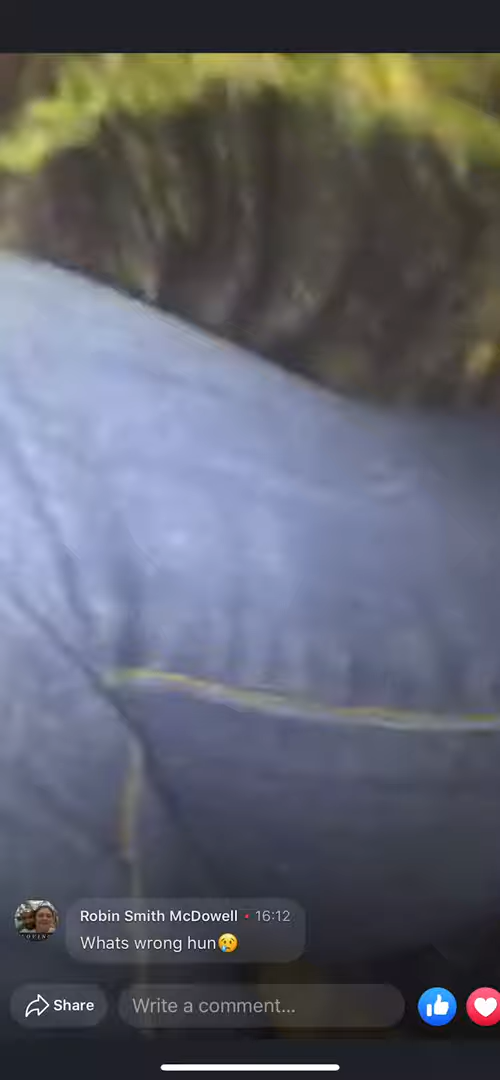 Robin Smith McDowell • 16:12
Whats wrong hun😢
Share
Write a comment...